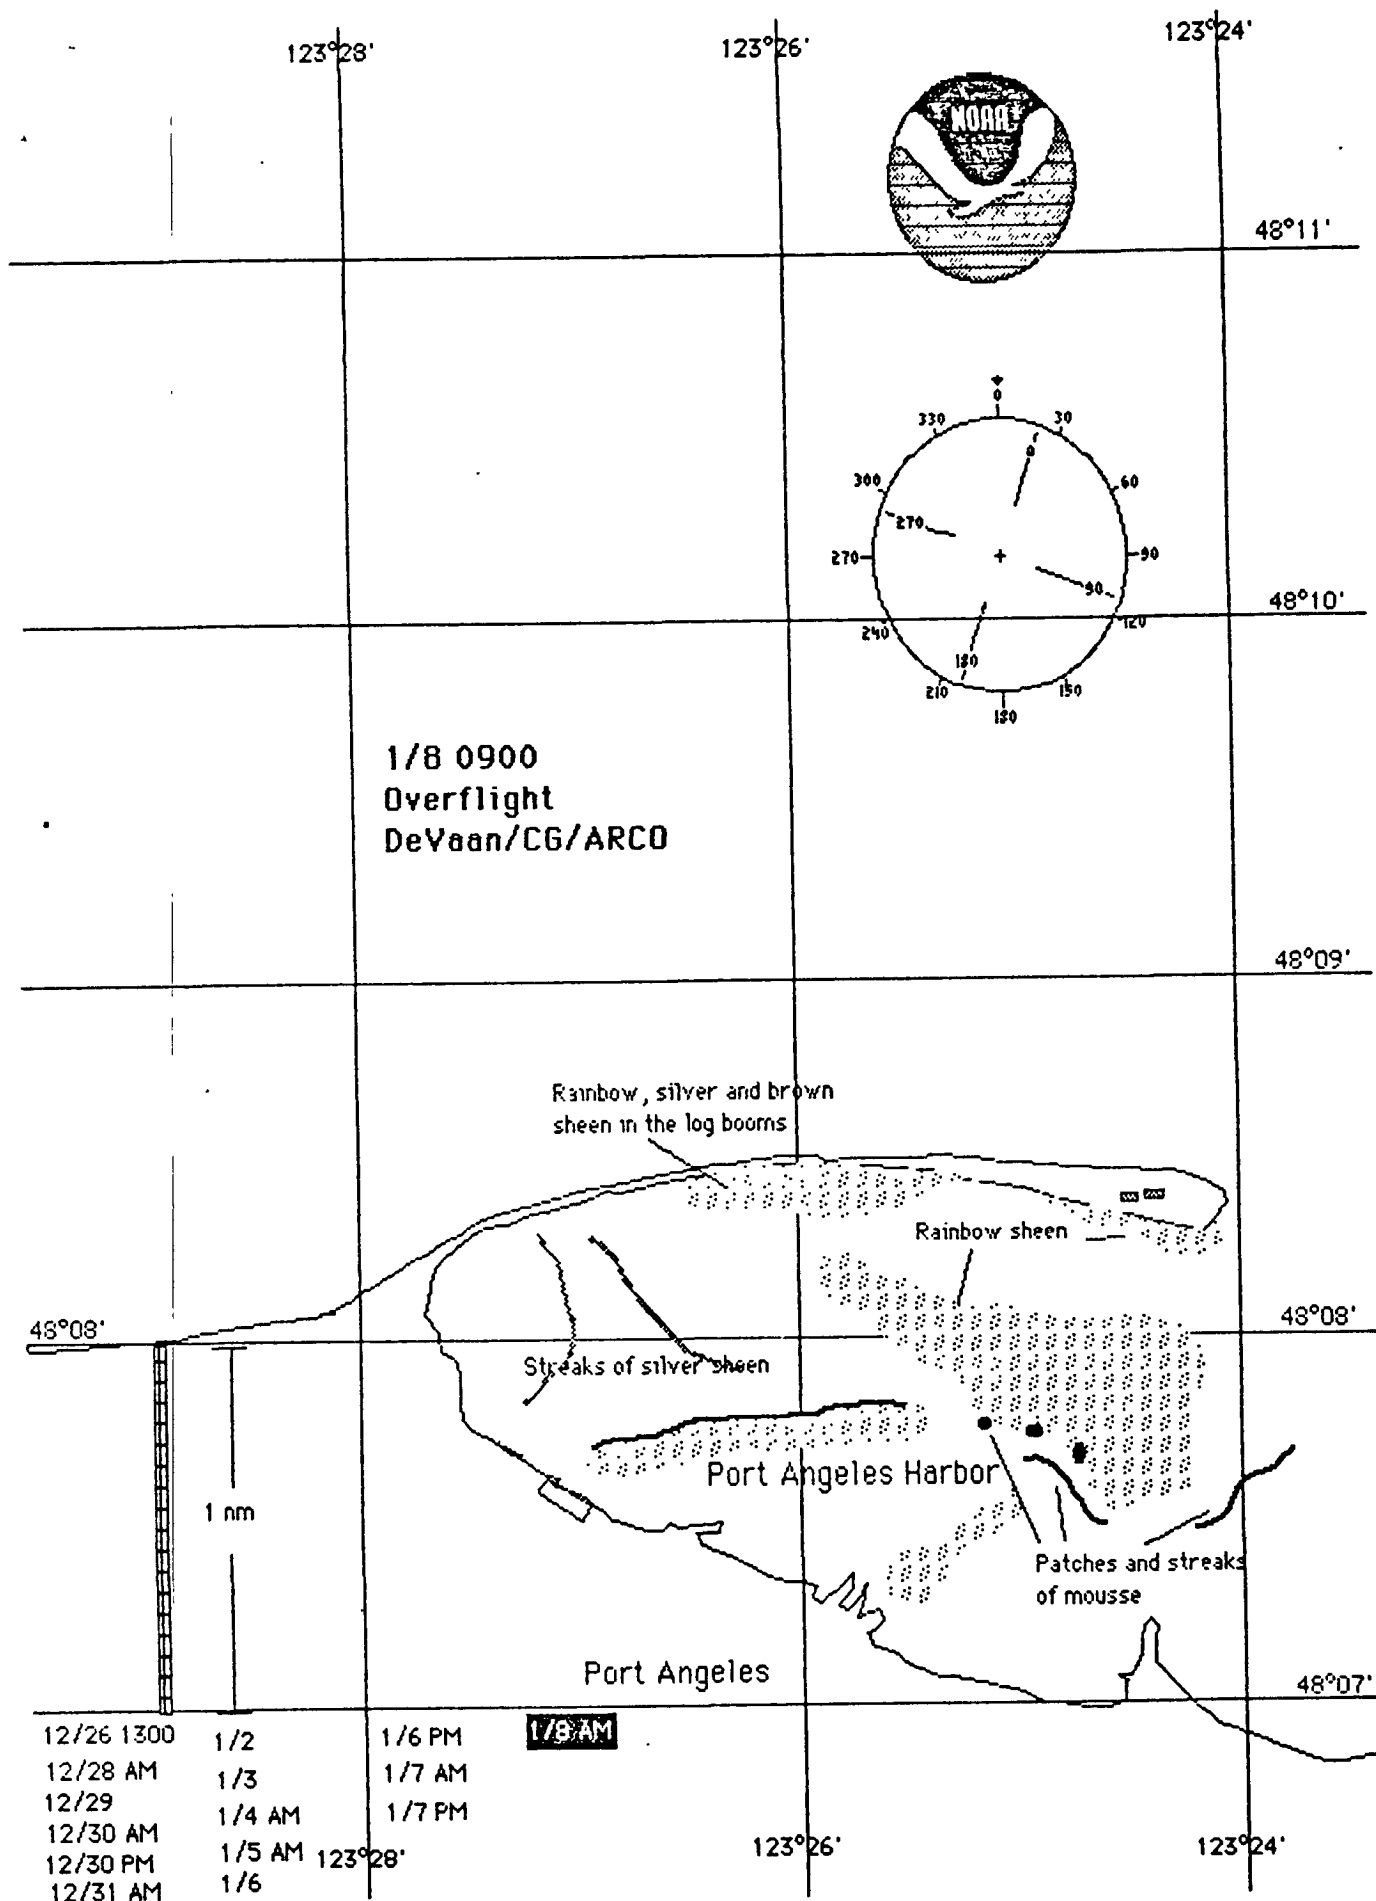 123°28'
123°26'
123°24'
NOAA
48°11'
0
330
30
0
300
60
270
270
90
90
48°10'
240
120
180
210
150
180
1/8 0900
Overflight
DeVaan/CG/ARCO
48°09'
Rainbow, silver and brown
sheen in the log booms
Rainbow sheen
48°08'
48°08'
Streaks of silver sheen
Port Angeles Harbor
1 nm
Patches and streaks
of mousse
Port Angeles
48°07'
12/26 1300
12/28 AM
12/29
12/30 AM
12/30 PM
12/31 AM
1/2
1/3
1/4 AM
1/5 AM
1/6
1/6 PM
1/7 AM
1/7 PM
1/8 AM
123°28'
123°26'
123°24'